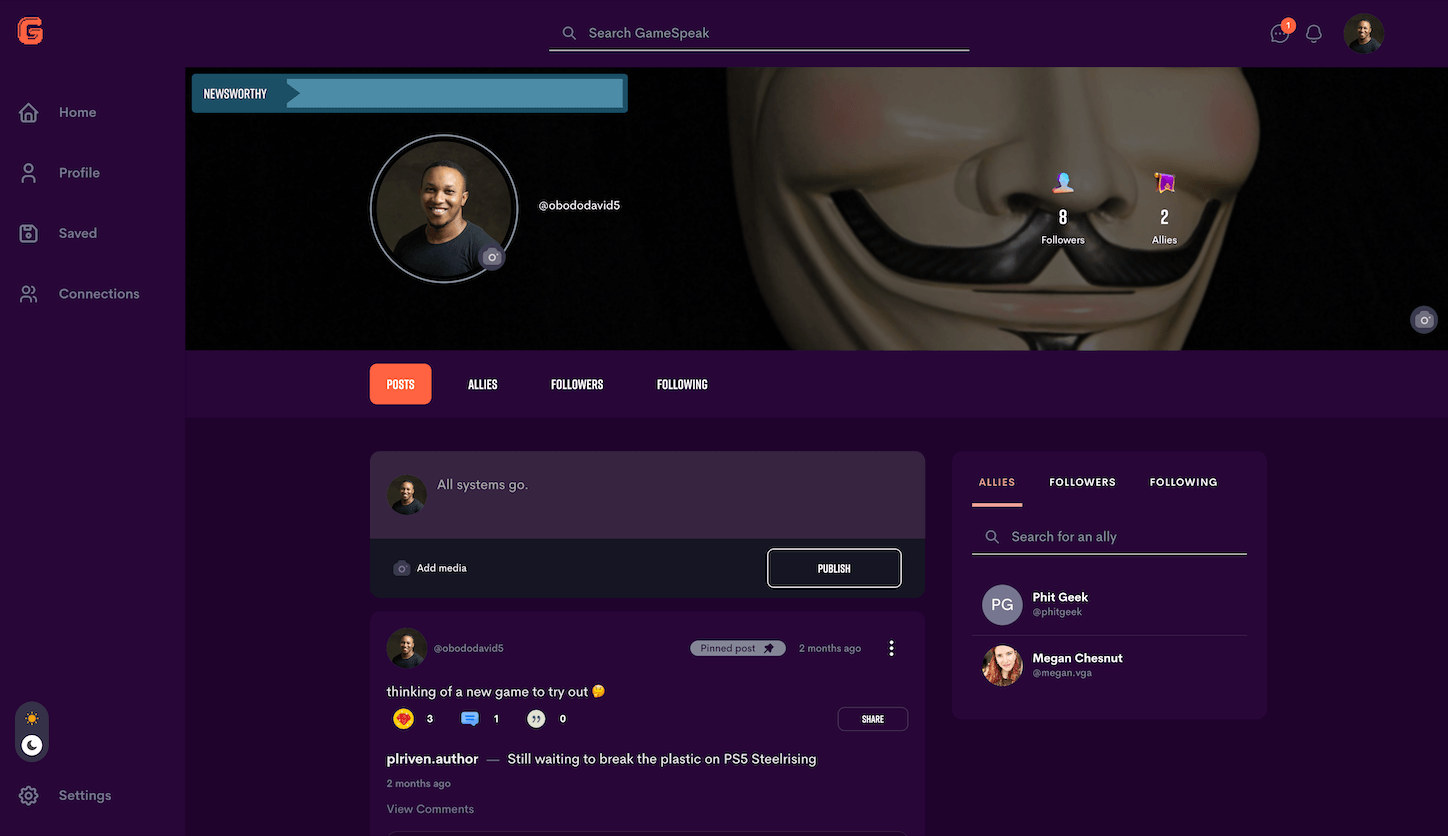 G
Search GameSpeak
1
Home
Profile
Saved
Connections
Settings
NEWSWORTHY
@obododavid5
8
Followers
2
Allies
POSTS ALLIES FOLLOWERS FOLLOWING
All systems go.
Add media
PUBLISH
@obododavid5
Pinned post
2 months ago
thinking of a new game to try out 🤔
3 1 0
SHARE
plriven.author — Still waiting to break the plastic on PS5 Steelrising
2 months ago
View Comments
ALLIES FOLLOWERS FOLLOWING
Search for an ally
PG
Phit Geek
@phitgeek
Megan Chesnut
@megan.vga